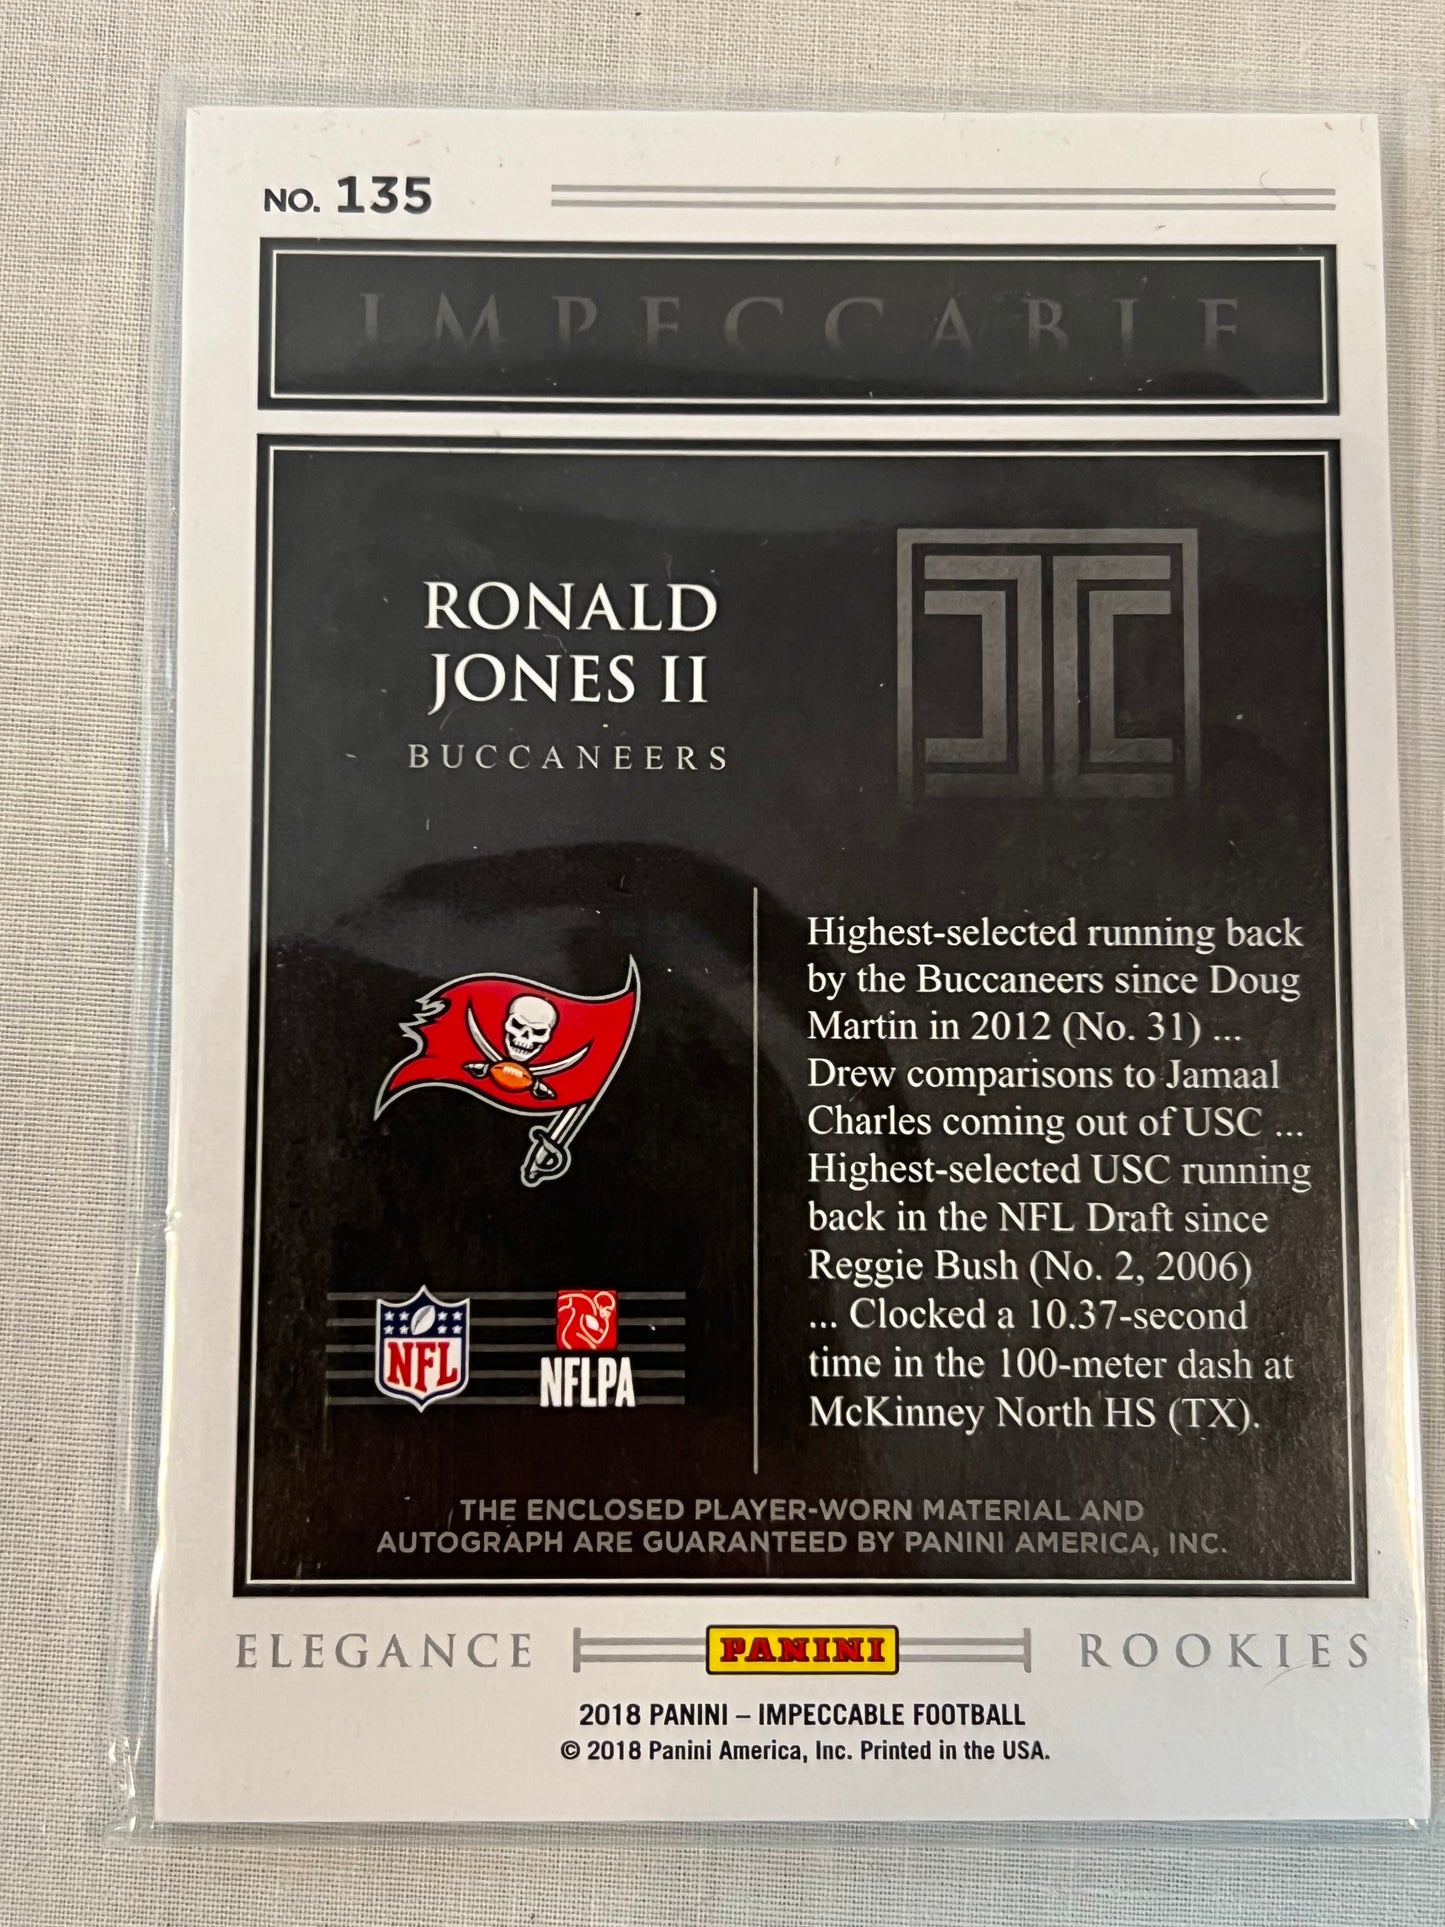 NO. 135
IMPECCABLE
RONALD
JONES II
BUCCANEERS
Highest-selected running back
by the Buccaneers since Doug
Martin in 2012 (No. 31) ...
Drew comparisons to Jamaal
Charles coming out of USC ...
Highest-selected USC running
back in the NFL Draft since
Reggie Bush (No. 2, 2006)
... Clocked a 10.37-second
time in the 100-meter dash at
McKinney North HS (TX).
NFL
NFLPA
THE ENCLOSED PLAYER-WORN MATERIAL AND
AUTOGRAPH ARE GUARANTEED BY PANINI AMERICA, INC.
ELEGANCE PANINI ROOKIES
2018 PANINI – IMPECCABLE FOOTBALL
© 2018 Panini America, Inc. Printed in the USA.